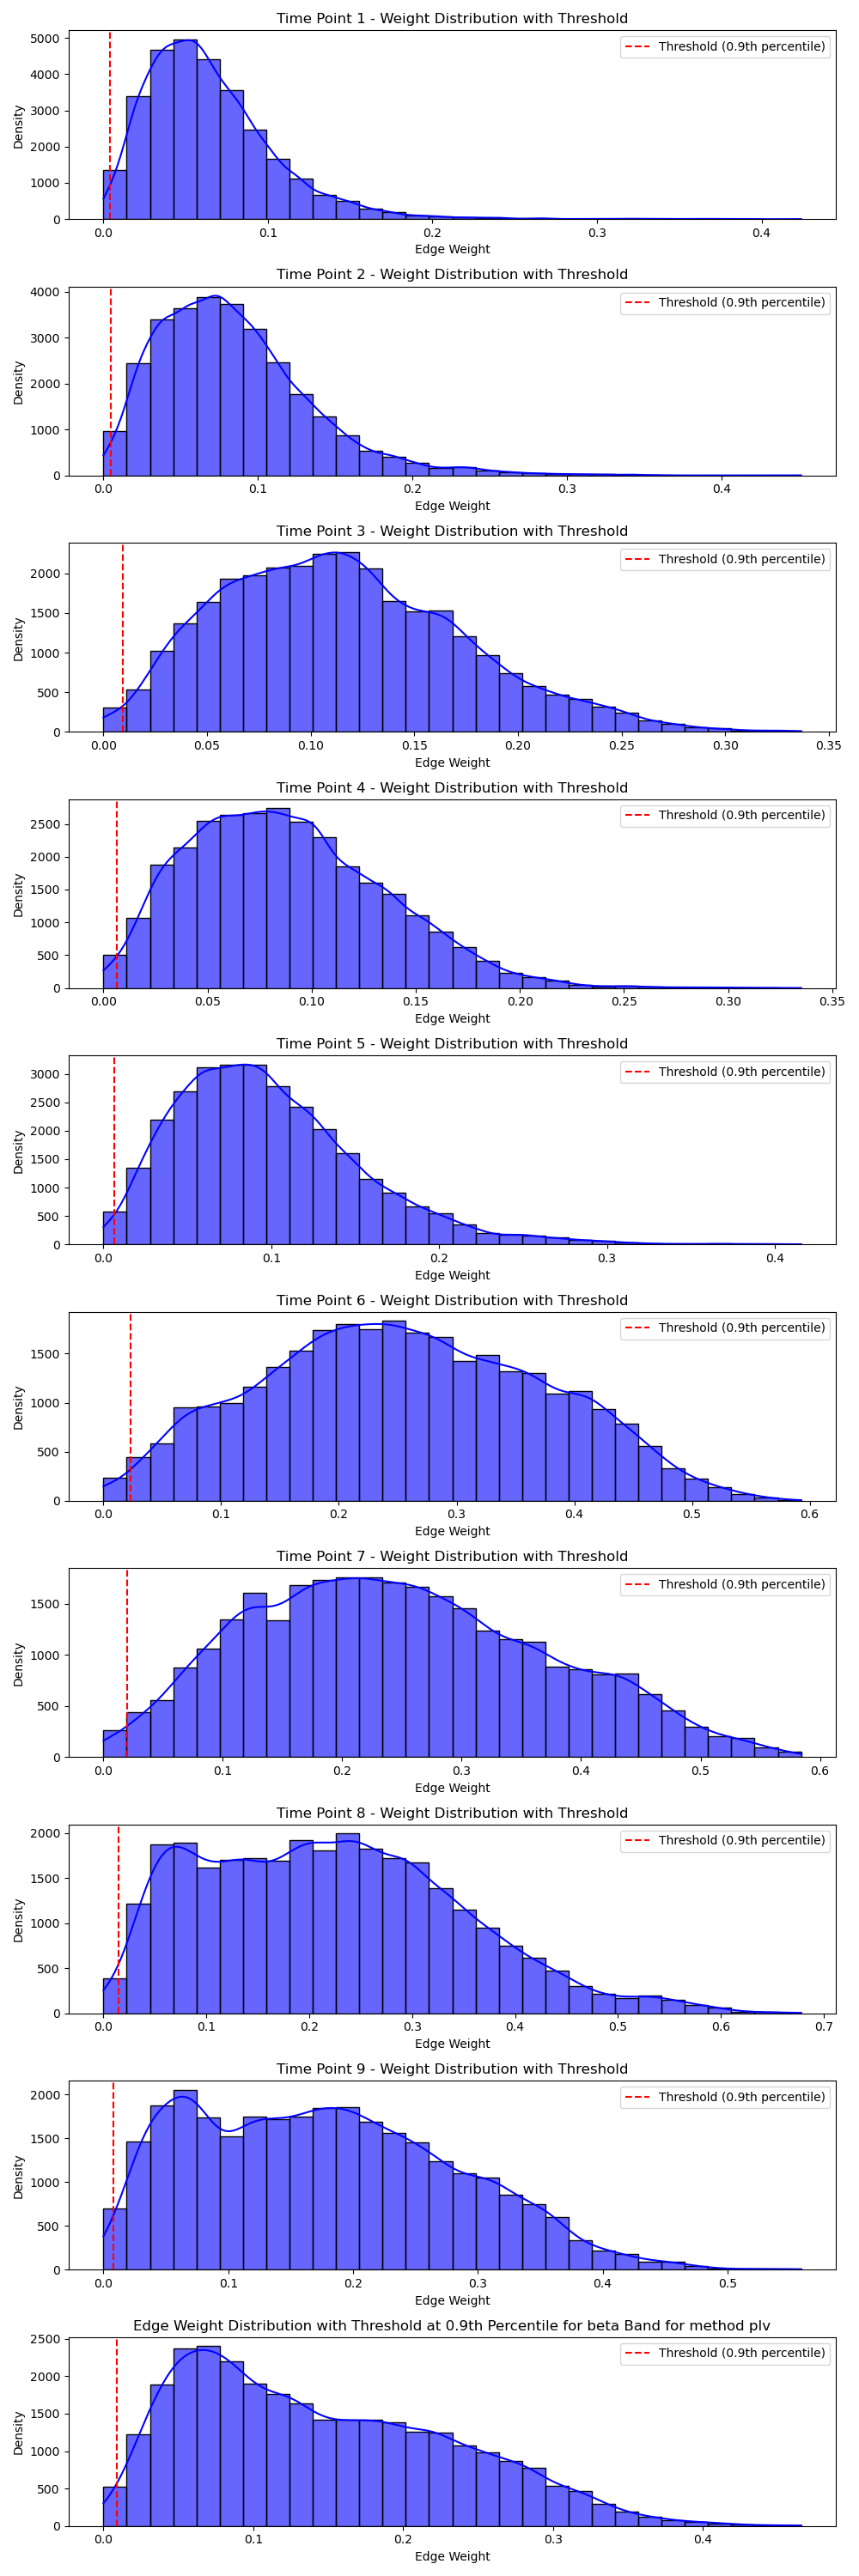 Time Point 1 - Weight Distribution with Threshold
Threshold (0.9th percentile)
Density
5000
4000
3000
2000
1000
0
0.0 0.1 0.2 0.3 0.4
Edge Weight
Time Point 2 - Weight Distribution with Threshold
Threshold (0.9th percentile)
Density
4000
3000
2000
1000
0
0.0 0.1 0.2 0.3 0.4
Edge Weight
Time Point 3 - Weight Distribution with Threshold
Threshold (0.9th percentile)
Density
2000
1500
1000
500
0
0.00 0.05 0.10 0.15 0.20 0.25 0.30 0.35
Edge Weight
Time Point 4 - Weight Distribution with Threshold
Threshold (0.9th percentile)
Density
2500
2000
1500
1000
500
0
0.00 0.05 0.10 0.15 0.20 0.25 0.30 0.35
Edge Weight
Time Point 5 - Weight Distribution with Threshold
Threshold (0.9th percentile)
Density
3000
2500
2000
1500
1000
500
0
0.0 0.1 0.2 0.3 0.4
Edge Weight
Time Point 6 - Weight Distribution with Threshold
Threshold (0.9th percentile)
Density
1500
1000
500
0
0.0 0.1 0.2 0.3 0.4 0.5 0.6
Edge Weight
Time Point 7 - Weight Distribution with Threshold
Threshold (0.9th percentile)
Density
1500
1000
500
0
0.0 0.1 0.2 0.3 0.4 0.5 0.6
Edge Weight
Time Point 8 - Weight Distribution with Threshold
Threshold (0.9th percentile)
Density
2000
1500
1000
500
0
0.0 0.1 0.2 0.3 0.4 0.5 0.6 0.7
Edge Weight
Time Point 9 - Weight Distribution with Threshold
Threshold (0.9th percentile)
Density
2000
1500
1000
500
0
0.0 0.1 0.2 0.3 0.4 0.5
Edge Weight
Edge Weight Distribution with Threshold at 0.9th Percentile for beta Band for method plv
Threshold (0.9th percentile)
Density
2500
2000
1500
1000
500
0
0.0 0.1 0.2 0.3 0.4
Edge Weight